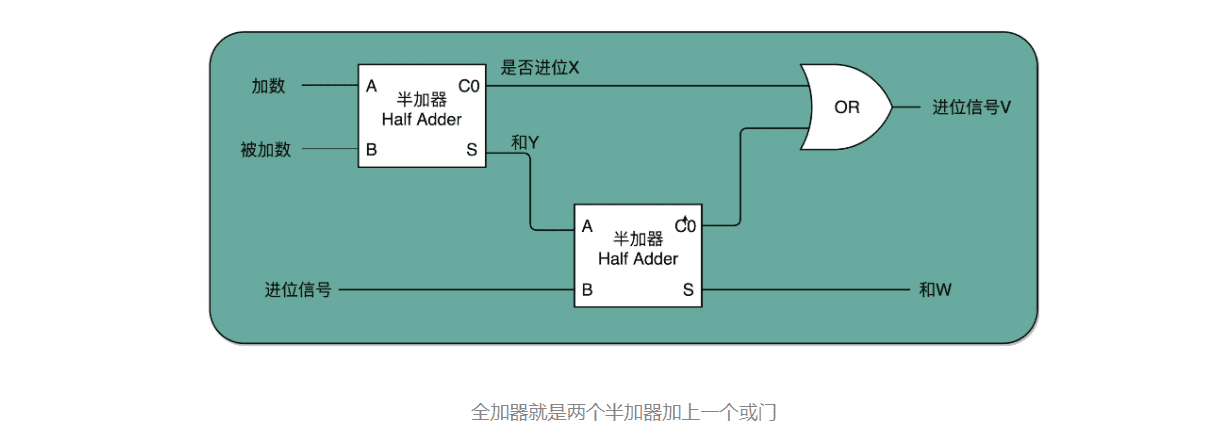 加数
A
C0
半加器
Half Adder
是否进位X
被加数
B
S
和Y
OR
进位信号V
A
C0
半加器
Half Adder
进位信号
B
S
和W
全加器就是两个半加器加上一个或门